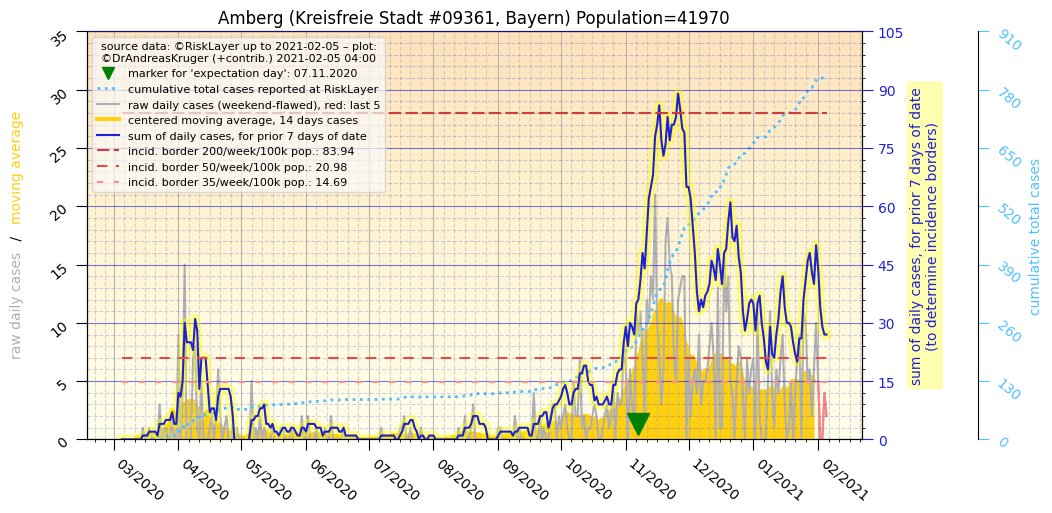 Amberg (Kreisfreie Stadt #09361, Bayern) Population=41970
source data: ©RiskLayer up to 2021-02-05 – plot:
©DrAndreasKruger (+contrib.) 2021-02-05 04:00
marker for 'expectation day': 07.11.2020
cumulative total cases reported at RiskLayer
raw daily cases (weekend-flawed), red: last 5
centered moving average, 14 days cases
sum of daily cases, for prior 7 days of date
incid. border 200/week/100k pop.: 83.94
incid. border 50/week/100k pop.: 20.98
incid. border 35/week/100k pop.: 14.69
raw daily cases / moving average
35
30
25
20
15
10
5
0
03/2020
04/2020
05/2020
06/2020
07/2020
08/2020
09/2020
10/2020
11/2020
12/2020
01/2021
02/2021
105
90
75
60
45
30
15
0
sum of daily cases, for prior 7 days of date
(to determine incidence borders)
910
780
650
520
390
260
130
0
cumulative total cases